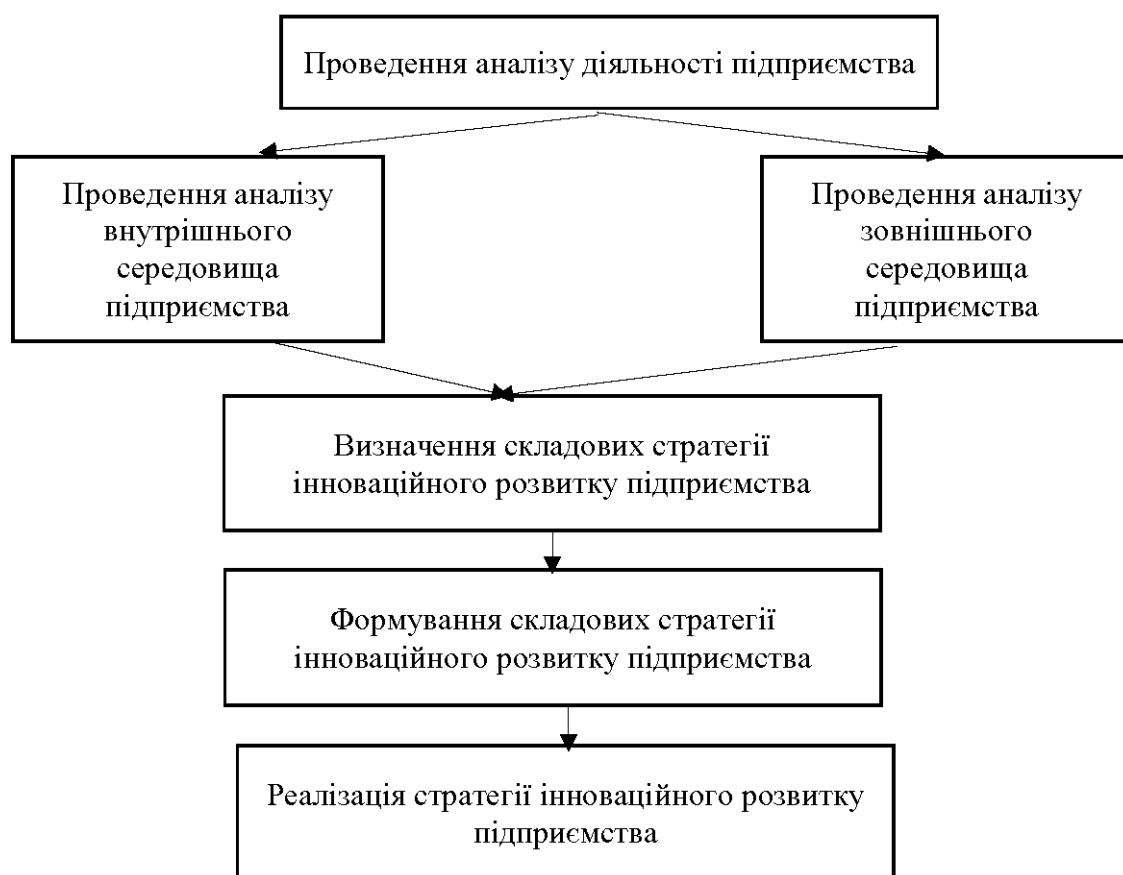 Проведення аналізу діяльності підприємства
Проведення аналізу
внутрішнього
середовища
підприємства
Проведення аналізу
зовнішнього
середовища
підприємства
Визначення складових стратегії
інноваційного розвитку підприємства
Формування складових стратегії
інноваційного розвитку підприємства
Реалізація стратегії інноваційного розвитку
підприємства